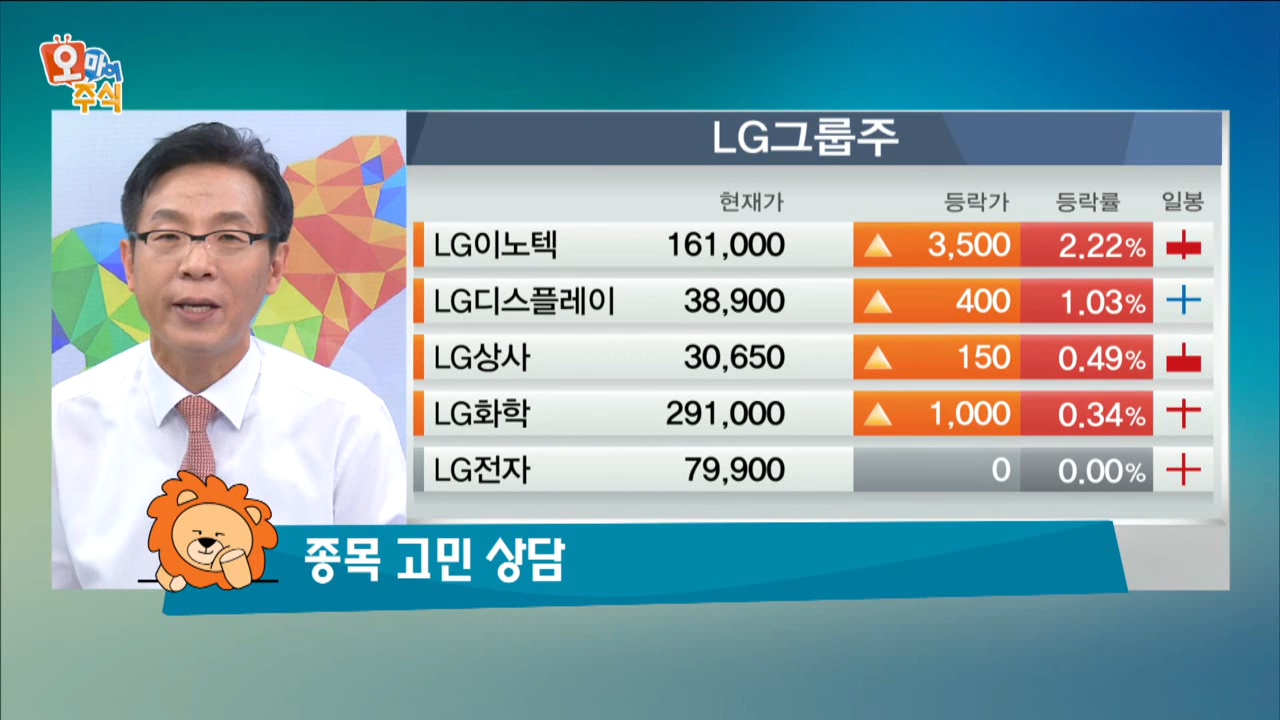 오마이
주식
LG그룹주
현재가 등락가 등락률 일봉
LG이노텍 161,000 ▲ 3,500 2.22%
LG디스플레이 38,900 ▲ 400 1.03%
LG상사 30,650 ▲ 150 0.49%
LG화학 291,000 ▲ 1,000 0.34%
LG전자 79,900 0 0.00%
종목 고민 상담